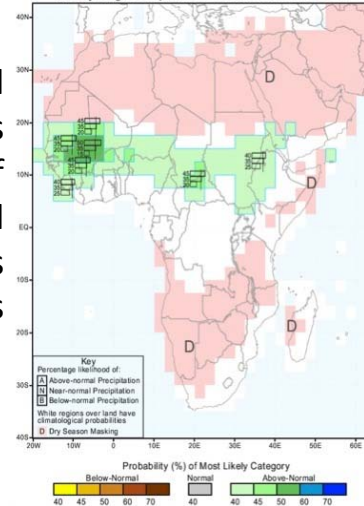 40N
30N
20N
10N
EQ
10S
20S
30S
40S
D
D
D
D
Key
Percentage likelihood of:
A Above-normal Precipitation
N Near-normal Precipitation
B Below-normal Precipitation
White regions over land have
climatological probabilities
D Dry Season Masking
20W 10W 0 10E 20E 30E 40E 50E 60E
Probability (%) of Most Likely Category
Below-Normal Normal Above-Normal
40 45 50 60 70 40 40 45 50 60 70